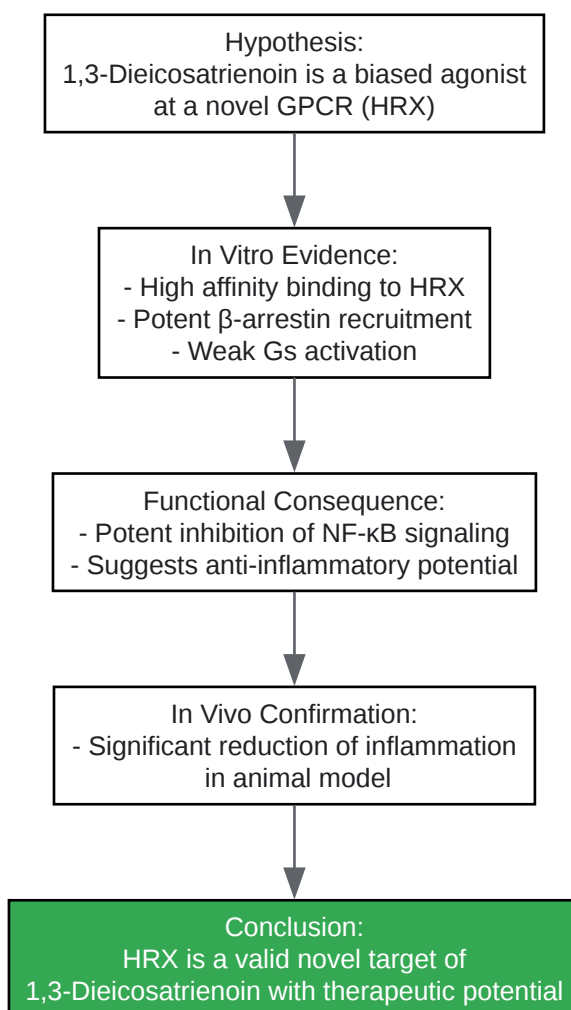 Hypothesis:
1,3-Dieicosatrienoin is a biased agonist
at a novel GPCR (HRX)
In Vitro Evidence:
- High affinity binding to HRX
- Potent β-arrestin recruitment
- Weak Gs activation
Functional Consequence:
- Potent inhibition of NF-κB signaling
- Suggests anti-inflammatory potential
In Vivo Confirmation:
- Significant reduction of inflammation
in animal model
Conclusion:
HRX is a valid novel target of
1,3-Dieicosatrienoin with therapeutic potential